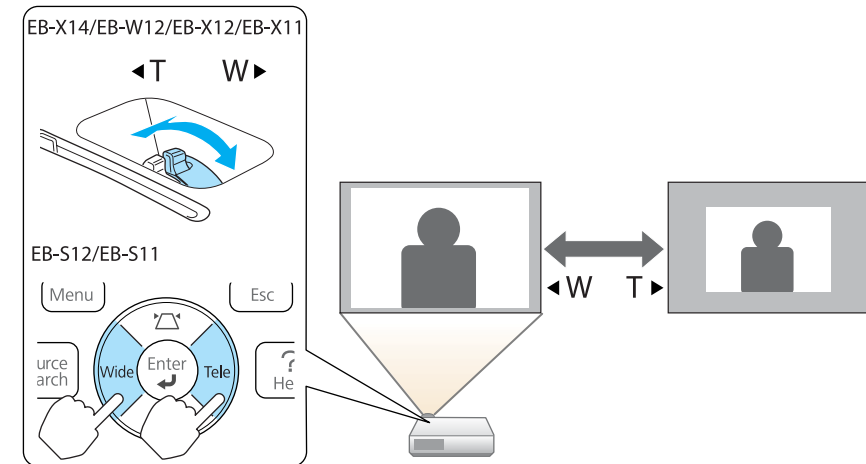 EB-X14/EB-W12/EB-X12/EB-X11
◀T W▶
EB-S12/EB-S11
Menu Esc
urce
arch
Wide
Enter
Tele
He
◀W T▶